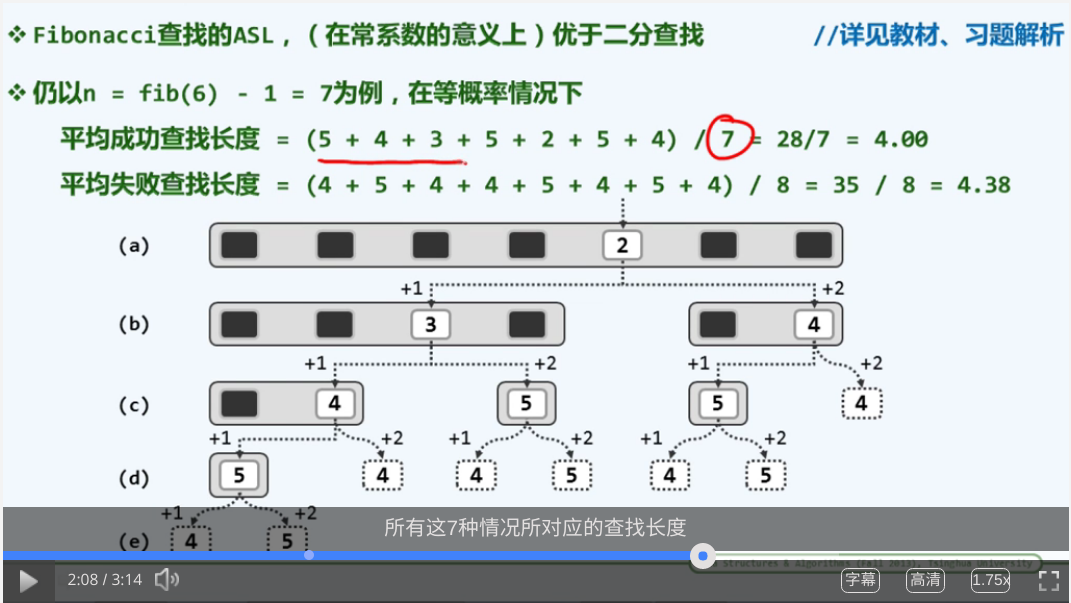 ❖ Fibonacci查找的ASL，（在常系数的意义上）优于二分查找 //详见教材、习题解析
❖ 仍以n = fib(6) - 1 = 7为例，在等概率情况下
平均成功查找长度 = (5 + 4 + 3 + 5 + 2 + 5 + 4) / 7 = 28/7 = 4.00
平均失败查找长度 = (4 + 5 + 4 + 4 + 5 + 4 + 5 + 4) / 8 = 35 / 8 = 4.38
(a) 2
+1 +2
(b) 3 4
+1 +2 +1 +2
(c) 4 5 5 4
+1 +2 +1 +2 +1 +2
(d) 5 4 4 5 4 5
+1 +2
(e) 4 5
所有这7种情况所对应的查找长度
Structures & Algorithms (Fall 2013), Tsinghua University
2:08 / 3:14 字幕 高清 1.75x